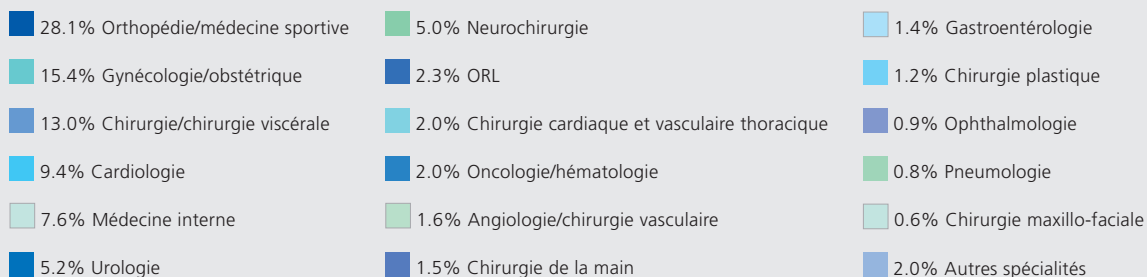 28.1% Orthopédie/médecine sportive
15.4% Gynécologie/obstétrique
13.0% Chirurgie/chirurgie viscérale
9.4% Cardiologie
7.6% Médecine interne
5.2% Urologie
5.0% Neurochirurgie
2.3% ORL
2.0% Chirurgie cardiaque et vasculaire thoracique
2.0% Oncologie/hématologie
1.6% Angiologie/chirurgie vasculaire
1.5% Chirurgie de la main
1.4% Gastroentérologie
1.2% Chirurgie plastique
0.9% Ophthalmologie
0.8% Pneumologie
0.6% Chirurgie maxillo-faciale
2.0% Autres spécialités